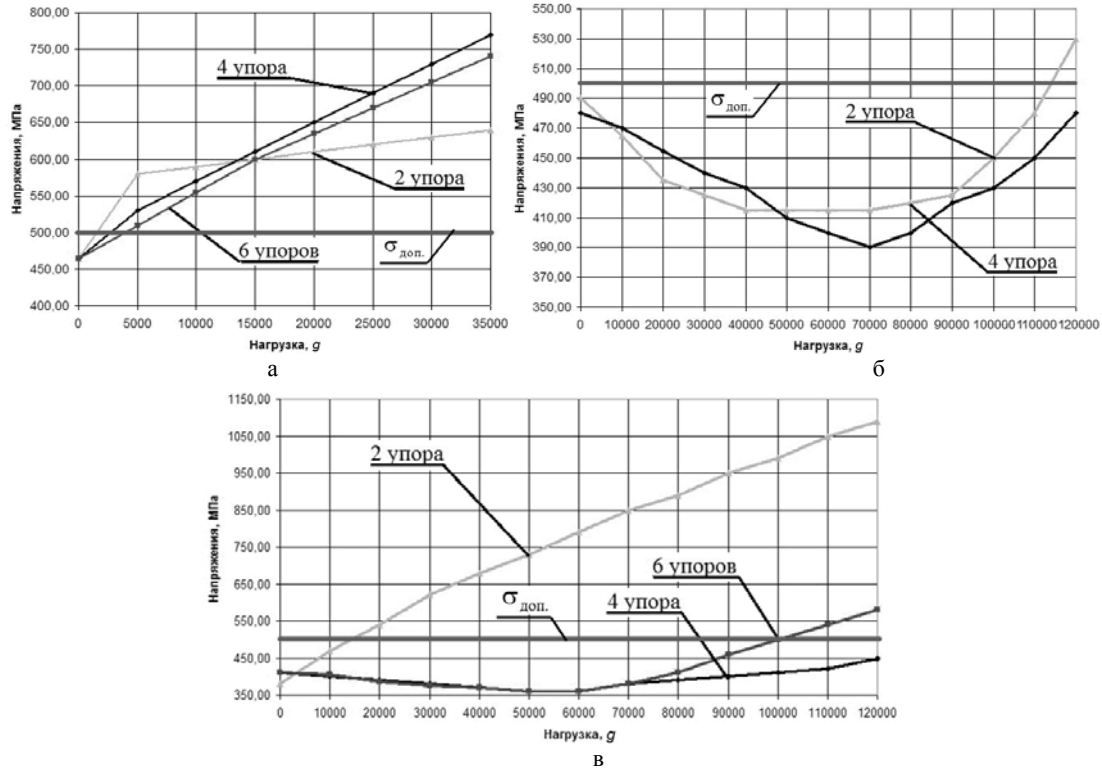 800,00
750,00
700,00
650,00
600,00
550,00
500,00
450,00
400,00
Напряжения, МПа
4 упора
2 упора
6 упоров
σдоп.
0 5000 10000 15000 20000 25000 30000 35000
Нагрузка, g
а
550,00
530,00
510,00
490,00
470,00
450,00
430,00
410,00
390,00
370,00
350,00
Напряжения, МПа
σдоп.
2 упора
4 упора
0 10000 20000 30000 40000 50000 60000 70000 80000 90000 100000 110000 120000
Нагрузка, g
б
1150,00
1050,00
950,00
850,00
750,00
650,00
550,00
450,00
350,00
Напряжения, МПа
2 упора
6 упоров
σдоп.
4 упора
0 10000 20000 30000 40000 50000 60000 70000 80000 90000 100000 110000 120000
Нагрузка, g
в